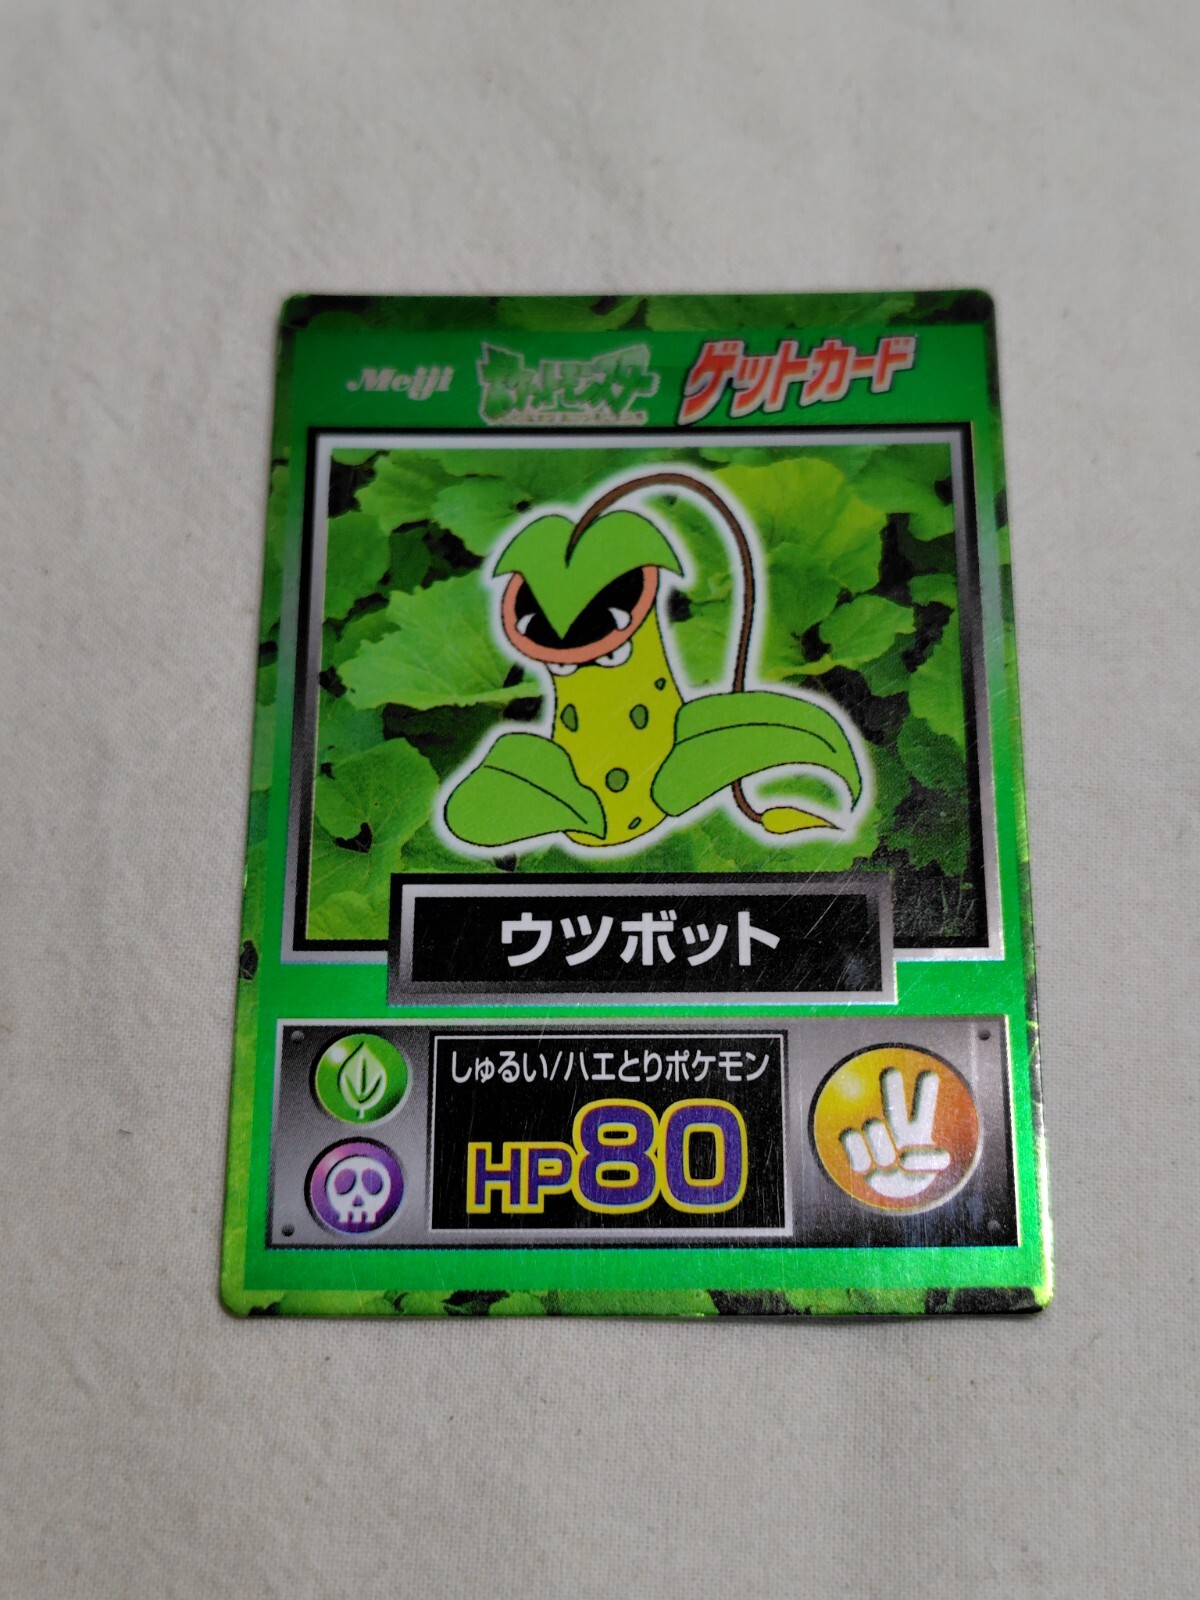 Meiji ポケットモンスター ゲットカード
ウツボット
しゅるい/ハエとりポケモン
HP80